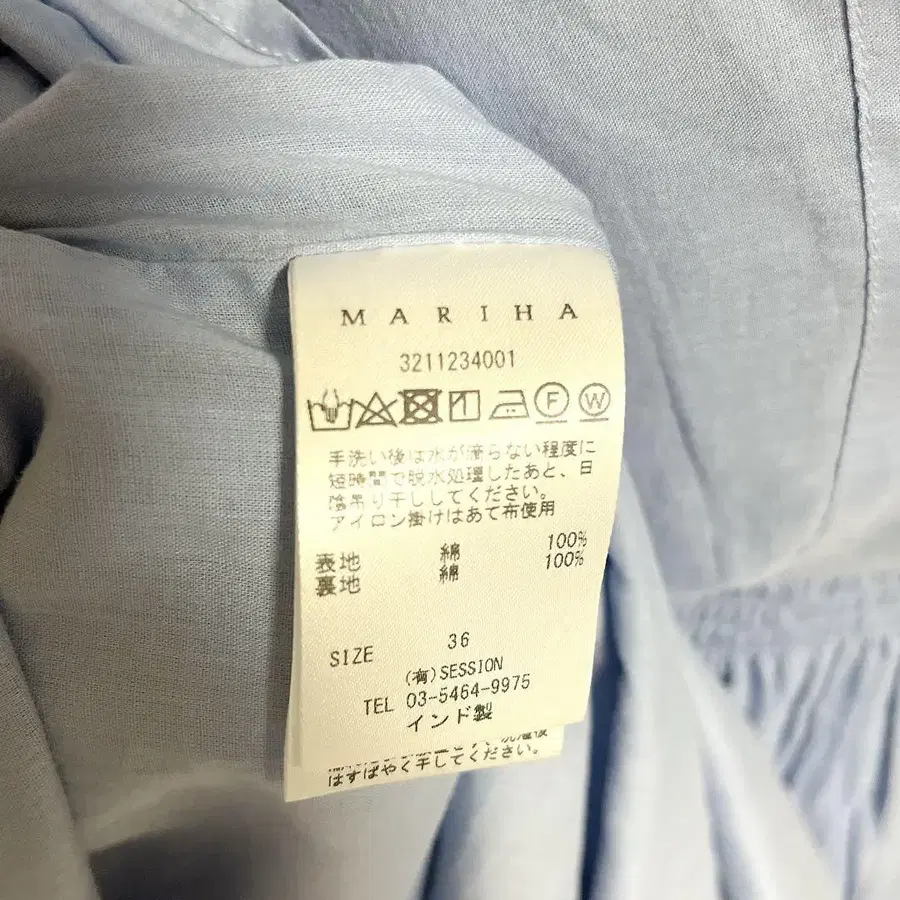 MARIHA
3211234001
F W
手洗い後は水が滴らない程度に
短時間で脱水処理したあと、日
陰吊り干ししてください。
アイロン掛けはあて布使用
表地 綿 100%
裏地 綿 100%
SIZE 36
(有)SESSION
TEL 03-5464-9975
インド製
はすばやく干してください。